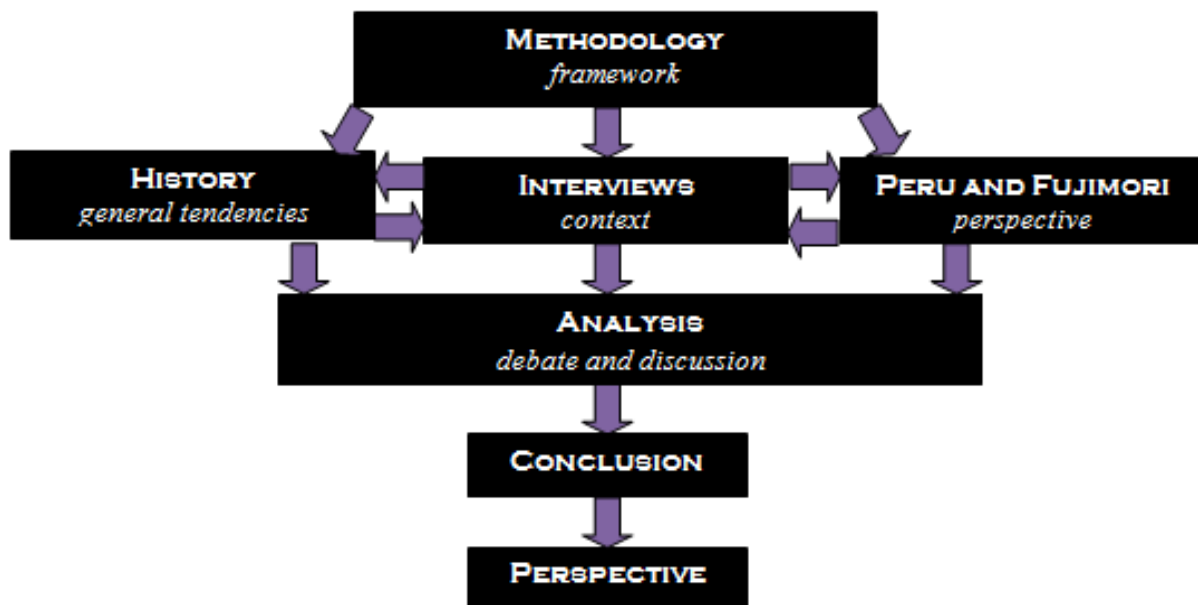 METHODOLOGY
framework
HISTORY
general tendencies
INTERVIEWS
context
PERU AND FUJIMORI
perspective
ANALYSIS
debate and discussion
CONCLUSION
PERSPECTIVE